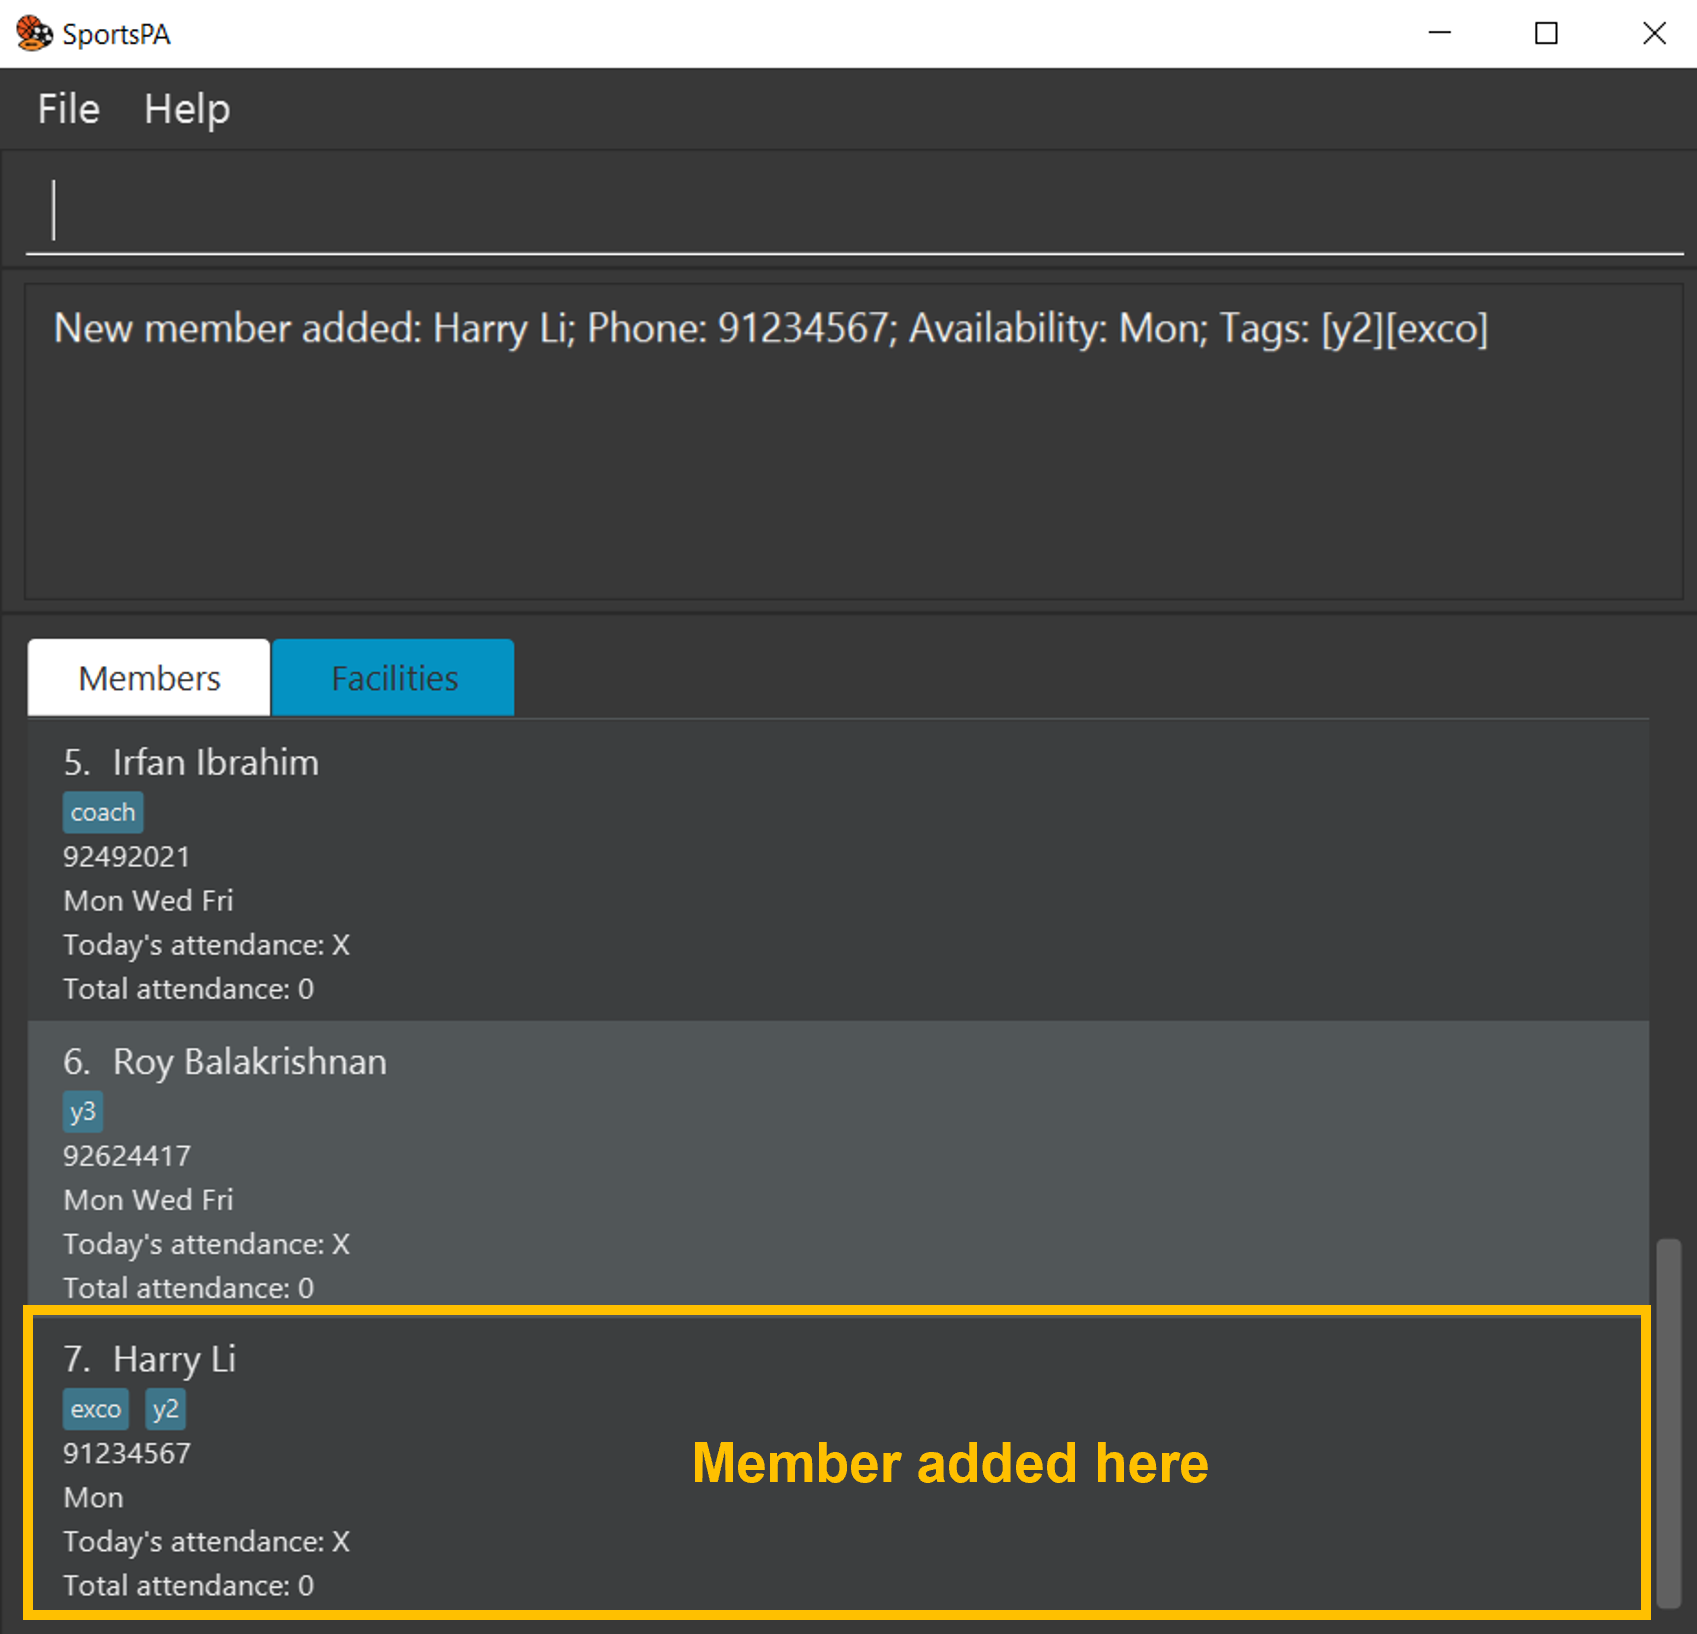 SportsPA
File Help
New member added: Harry Li; Phone: 91234567; Availability: Mon; Tags: [y2][exco]
Members Facilities
5. Irfan Ibrahim
coach
92492021
Mon Wed Fri
Today's attendance: X
Total attendance: 0
6. Roy Balakrishnan
y3
92624417
Mon Wed Fri
Today's attendance: X
Total attendance: 0
7. Harry Li
exco y2
91234567
Member added here
Mon
Today's attendance: X
Total attendance: 0